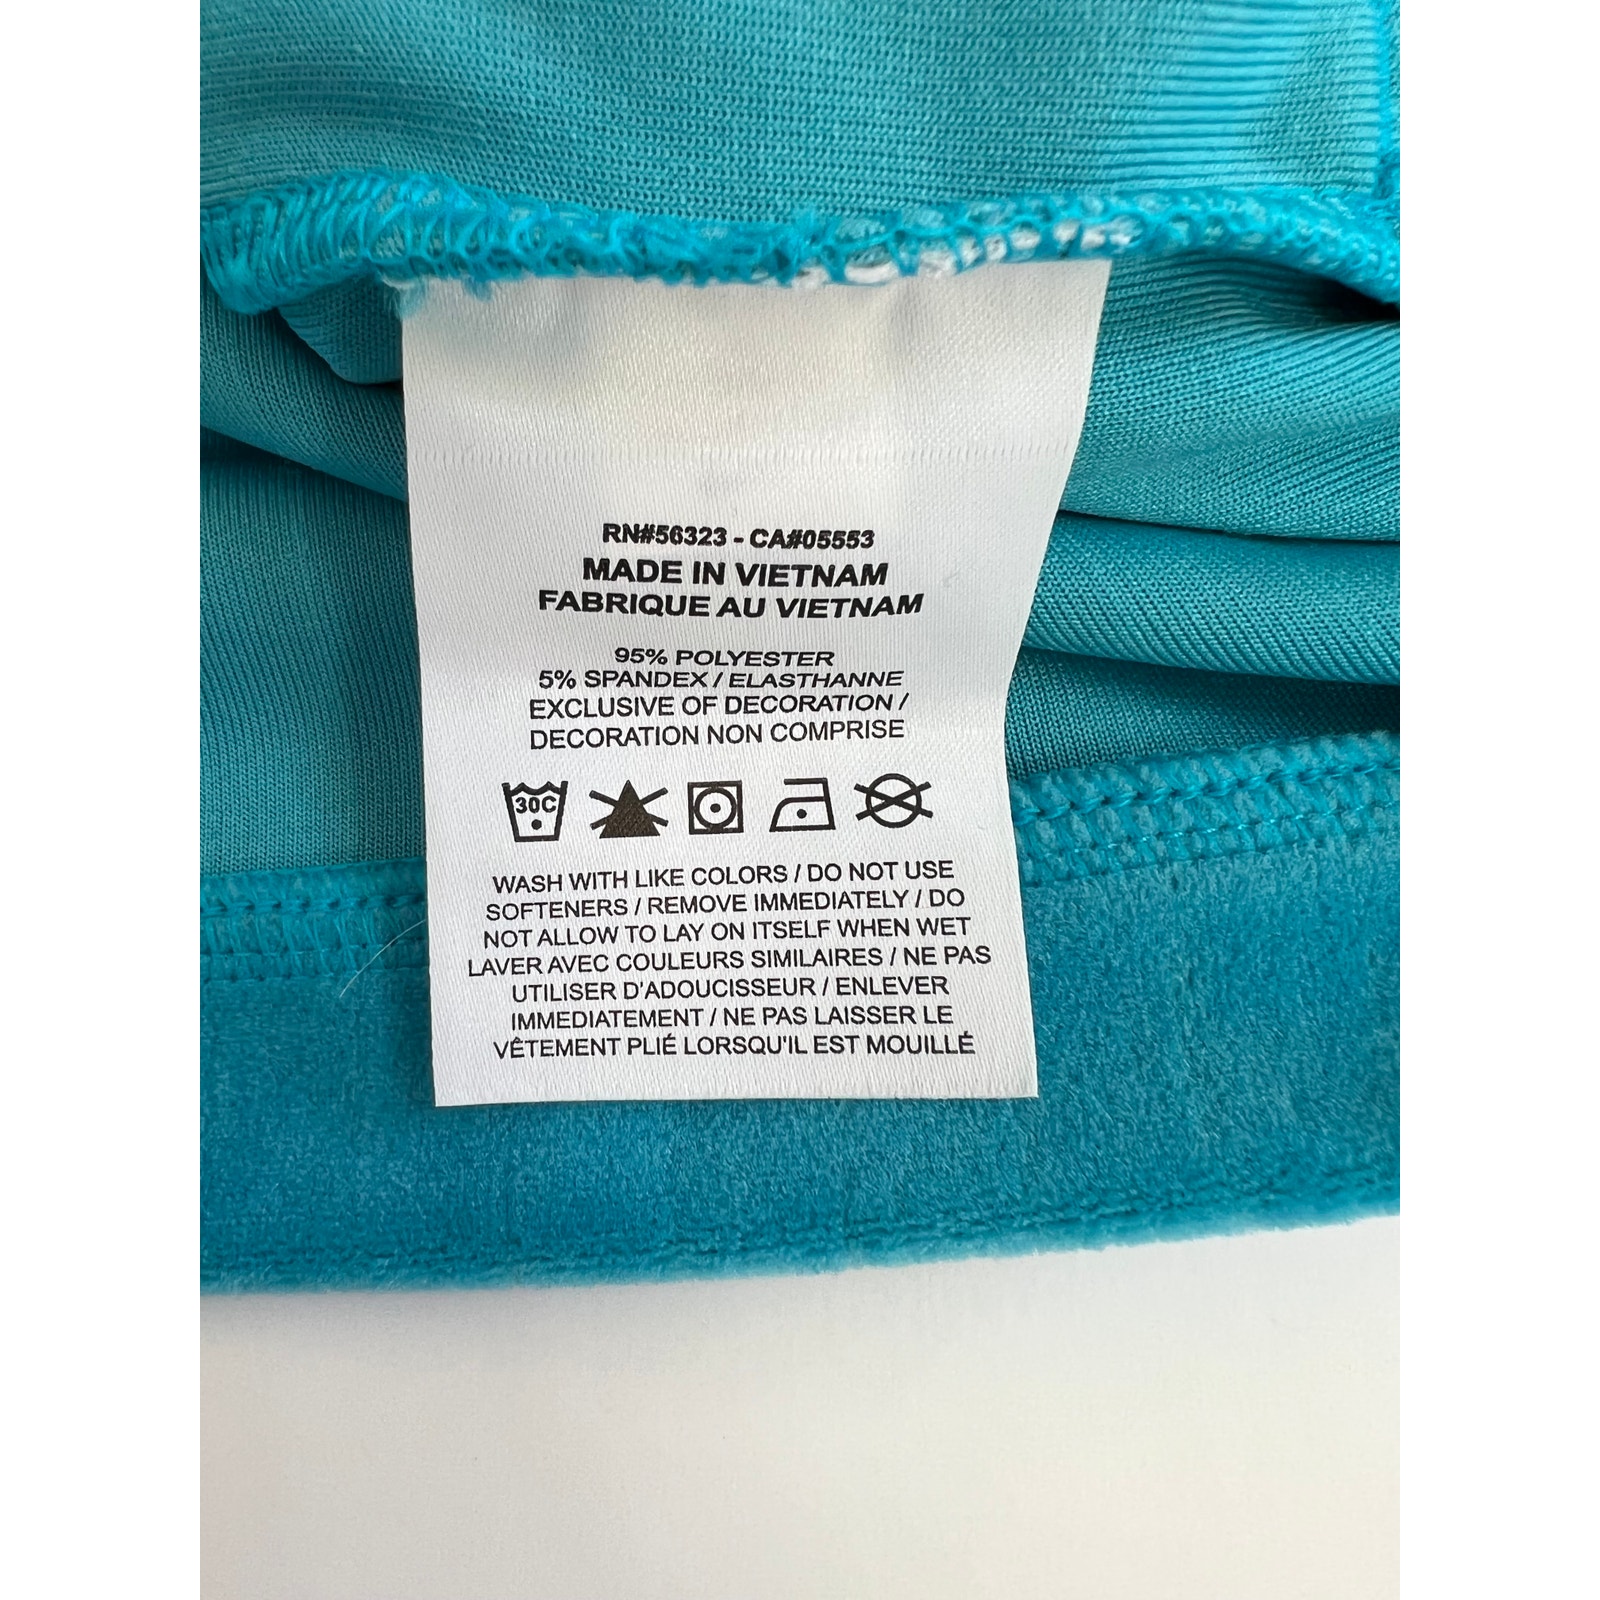 RN#56323 - CA#05553
MADE IN VIETNAM
FABRIQUE AU VIETNAM
95% POLYESTER
5% SPANDEX / ELASTHANNE
EXCLUSIVE OF DECORATION /
DECORATION NON COMPRISE
30C
WASH WITH LIKE COLORS / DO NOT USE
SOFTENERS / REMOVE IMMEDIATELY / DO
NOT ALLOW TO LAY ON ITSELF WHEN WET
LAVER AVEC COULEURS SIMILAIRES / NE PAS
UTILISER D'ADOUCISSEUR / ENLEVER
IMMEDIATEMENT / NE PAS LAISSER LE
VÊTEMENT PLIÉ LORSQU'IL EST MOUILLÉ